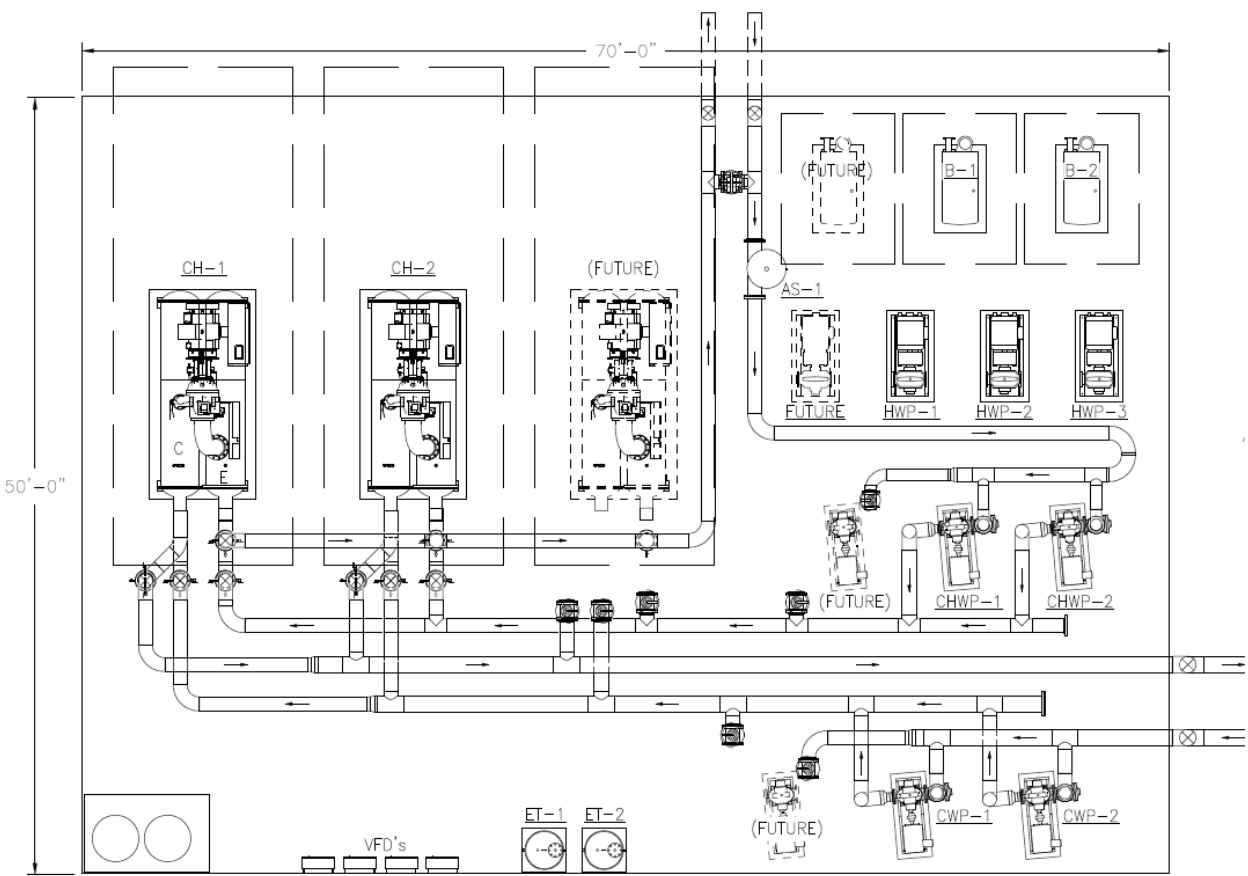 70'-0"
(FUTURE)
B-1
B-2
CH-1
CH-2
(FUTURE)
AS-1
FUTURE
HWP-1
HWP-2
HWP-3
C
E
50'-0"
(FUTURE)
CHWP-1
CHWP-2
ET-1
ET-2
(FUTURE)
CWP-1
CWP-2
VFD's